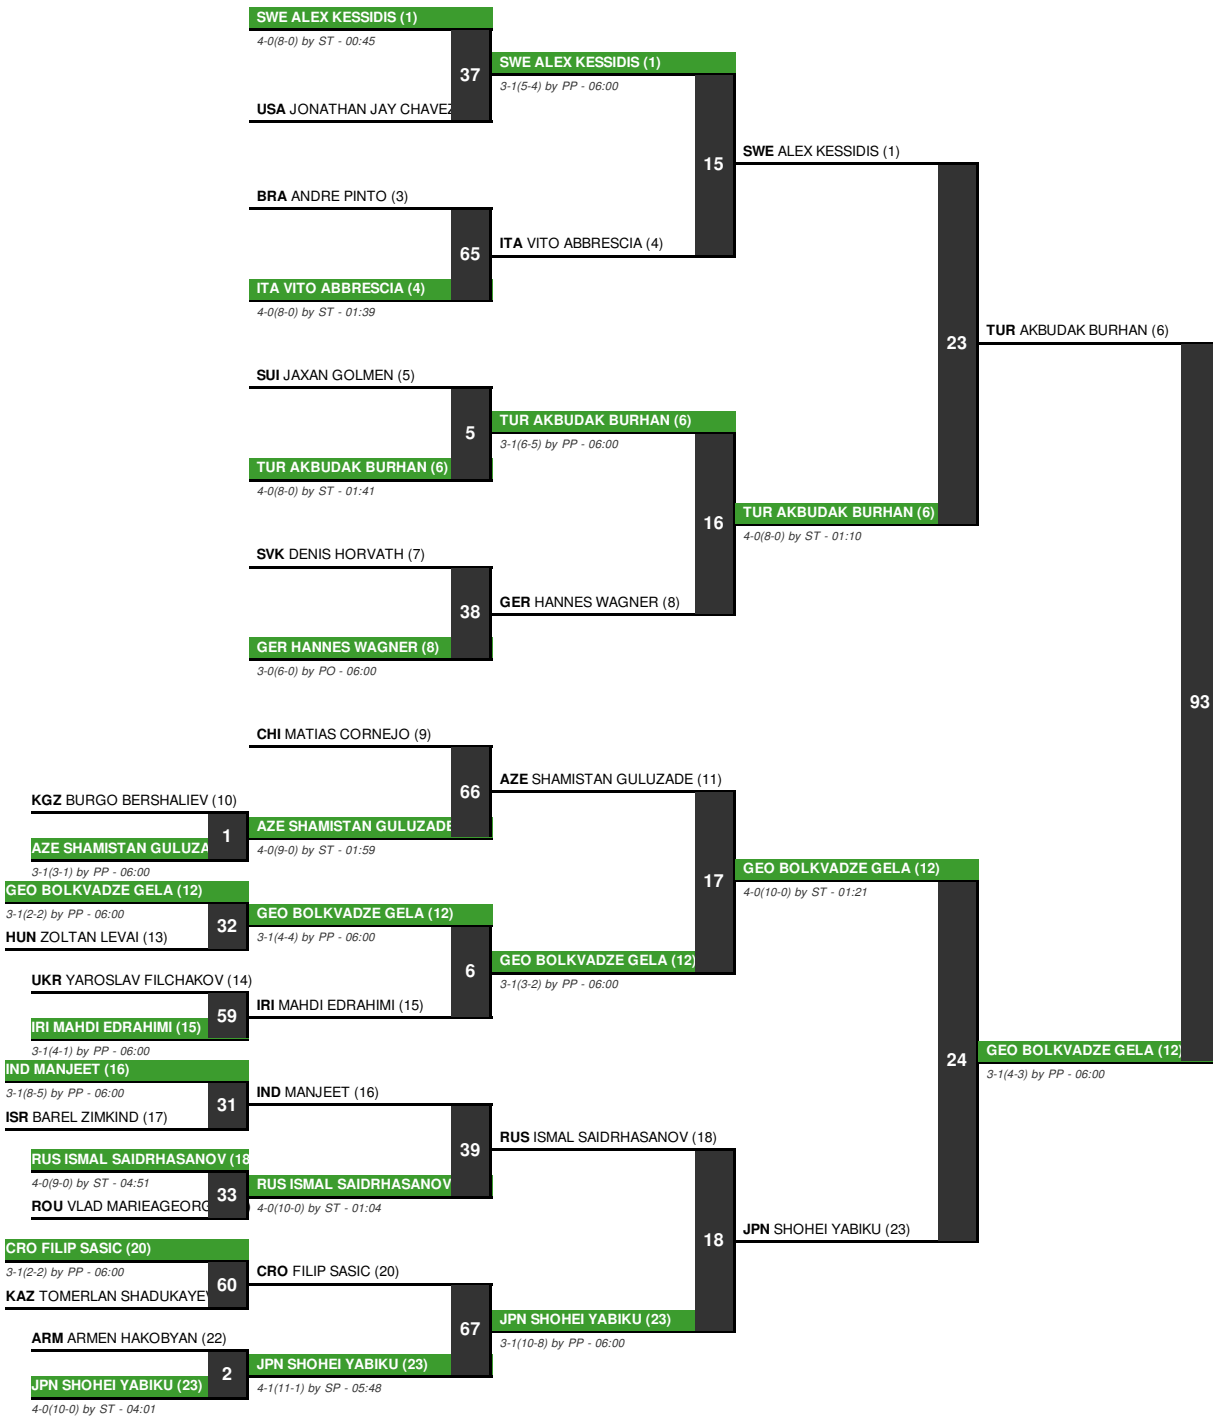 SWE ALEX KESSIDIS (1)
4-0(8-0) by ST - 00:45
37
SWE ALEX KESSIDIS (1)
3-1(5-4) by PP - 06:00
USA JONATHAN JAY CHAVEZ
15
SWE ALEX KESSIDIS (1)
BRA ANDRE PINTO (3)
65
ITA VITO ABBRESCIA (4)
ITA VITO ABBRESCIA (4)
4-0(8-0) by ST - 01:39
23
TUR AKBUDAK BURHAN (6)
SUI JAXAN GOLMEN (5)
5
TUR AKBUDAK BURHAN (6)
3-1(6-5) by PP - 06:00
TUR AKBUDAK BURHAN (6)
4-0(8-0) by ST - 01:41
16
TUR AKBUDAK BURHAN (6)
4-0(8-0) by ST - 01:10
SVK DENIS HORVATH (7)
38
GER HANNES WAGNER (8)
GER HANNES WAGNER (8)
3-0(6-0) by PO - 06:00
93
CHI MATIAS CORNEJO (9)
66
AZE SHAMISTAN GULUZADE (11)
KGZ BURGO BERSHALIEV (10)
1
AZE SHAMISTAN GULUZADE
4-0(9-0) by ST - 01:59
AZE SHAMISTAN GULUZA
3-1(3-1) by PP - 06:00
17
GEO BOLKVADZE GELA (12)
4-0(10-0) by ST - 01:21
GEO BOLKVADZE GELA (12)
3-1(2-2) by PP - 06:00
32
GEO BOLKVADZE GELA (12)
3-1(4-4) by PP - 06:00
HUN ZOLTAN LEVAI (13)
6
GEO BOLKVADZE GELA (12)
3-1(3-2) by PP - 06:00
UKR YAROSLAV FILCHAKOV (14)
59
IRI MAHDI EDRAHIMI (15)
IRI MAHDI EDRAHIMI (15)
3-1(4-1) by PP - 06:00
24
GEO BOLKVADZE GELA (12)
3-1(4-3) by PP - 06:00
IND MANJEET (16)
3-1(8-5) by PP - 06:00
31
IND MANJEET (16)
ISR BAREL ZIMKIND (17)
39
RUS ISMAL SAIDRHASANOV (18)
RUS ISMAL SAIDRHASANOV (18
4-0(9-0) by ST - 04:51
33
RUS ISMAL SAIDRHASANOV
4-0(10-0) by ST - 01:04
ROU VLAD MARIEAGEORG )
18
JPN SHOHEI YABIKU (23)
CRO FILIP SASIC (20)
3-1(2-2) by PP - 06:00
60
CRO FILIP SASIC (20)
KAZ TOMERLAN SHADUKAYEV
67
JPN SHOHEI YABIKU (23)
3-1(10-8) by PP - 06:00
ARM ARMEN HAKOBYAN (22)
2
JPN SHOHEI YABIKU (23)
4-1(11-1) by SP - 05:48
JPN SHOHEI YABIKU (23)
4-0(10-0) by ST - 04:01